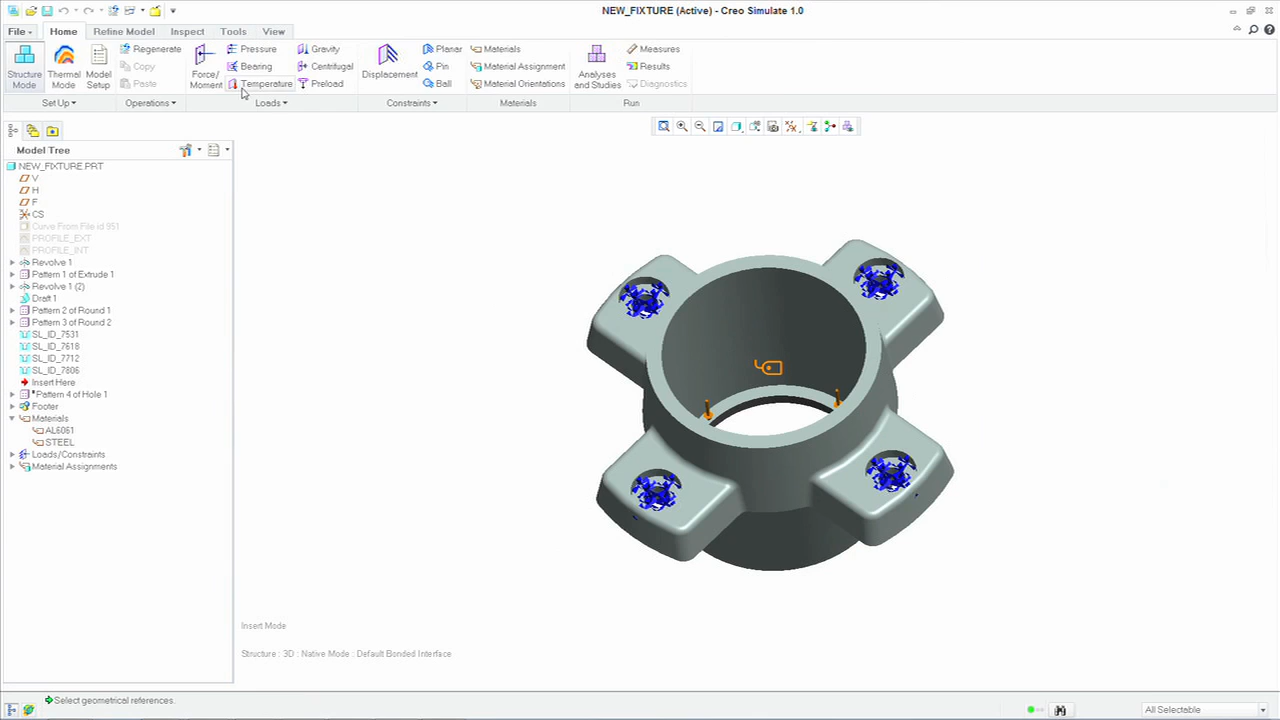 NEW_FIXTURE (Active) - Creo Simulate 1.0
File Home Refine Model Inspect Tools View
Structure Mode
Thermal Mode
Model Setup
Set Up
Regenerate
Copy
Paste
Operations
Force/Moment
Pressure
Bearing
Temperature
Gravity
Centrifugal
Preload
Loads
Displacement
Planar
Pin
Ball
Constraints
Materials
Material Assignment
Material Orientations
Materials
Analyses and Studies
Measures
Results
Diagnostics
Run
Model Tree
NEW_FIXTURE.PRT
V
H
F
CS
Curve From File id 951
PROFILE_EXT
PROFILE_INT
Revolve 1
Pattern 1 of Extrude 1
Revolve 1 (2)
Draft 1
Pattern 2 of Round 1
Pattern 3 of Round 2
SL_ID_7531
SL_ID_7618
SL_ID_7712
SL_ID_7806
Insert Here
*Pattern 4 of Hole 1
Footer
Materials
AL6061
STEEL
Loads/Constraints
Material Assignments
Insert Mode
Structure : 3D : Native Mode : Default Bonded Interface
Select geometrical references.
All Selectable